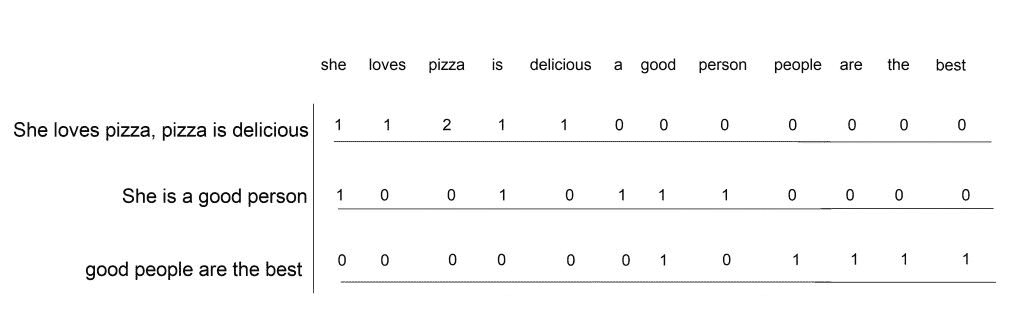 she loves pizza is delicious a good person people are the best
She loves pizza, pizza is delicious 1 1 2 1 1 0 0 0 0 0 0 0
She is a good person 1 0 0 1 0 1 1 1 0 0 0 0
good people are the best 0 0 0 0 0 0 1 0 1 1 1 1